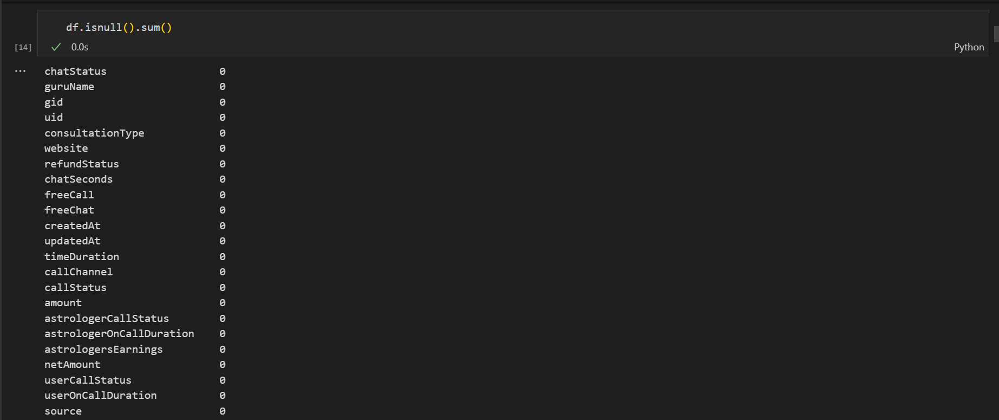 df.isnull().sum()
[14] ✓ 0.0s Python
... chatStatus 0
guruName 0
gid 0
uid 0
consultationType 0
website 0
refundStatus 0
chatSeconds 0
freeCall 0
freeChat 0
createdAt 0
updatedAt 0
timeDuration 0
callChannel 0
callStatus 0
amount 0
astrologerCallStatus 0
astrologerOnCallDuration 0
astrologersEarnings 0
netAmount 0
userCallStatus 0
userOnCallDuration 0
source 0